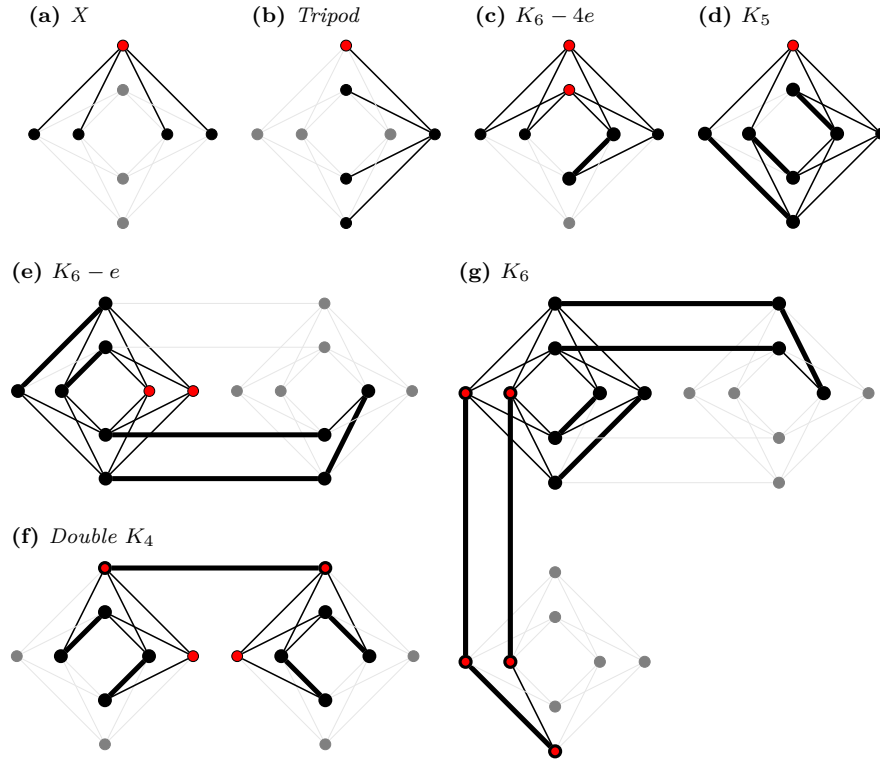 (a) X
(b) Tripod
(c) K₆ − 4e
(d) K₅
(e) K₆ − e
(g) K₆
(f) Double K₄